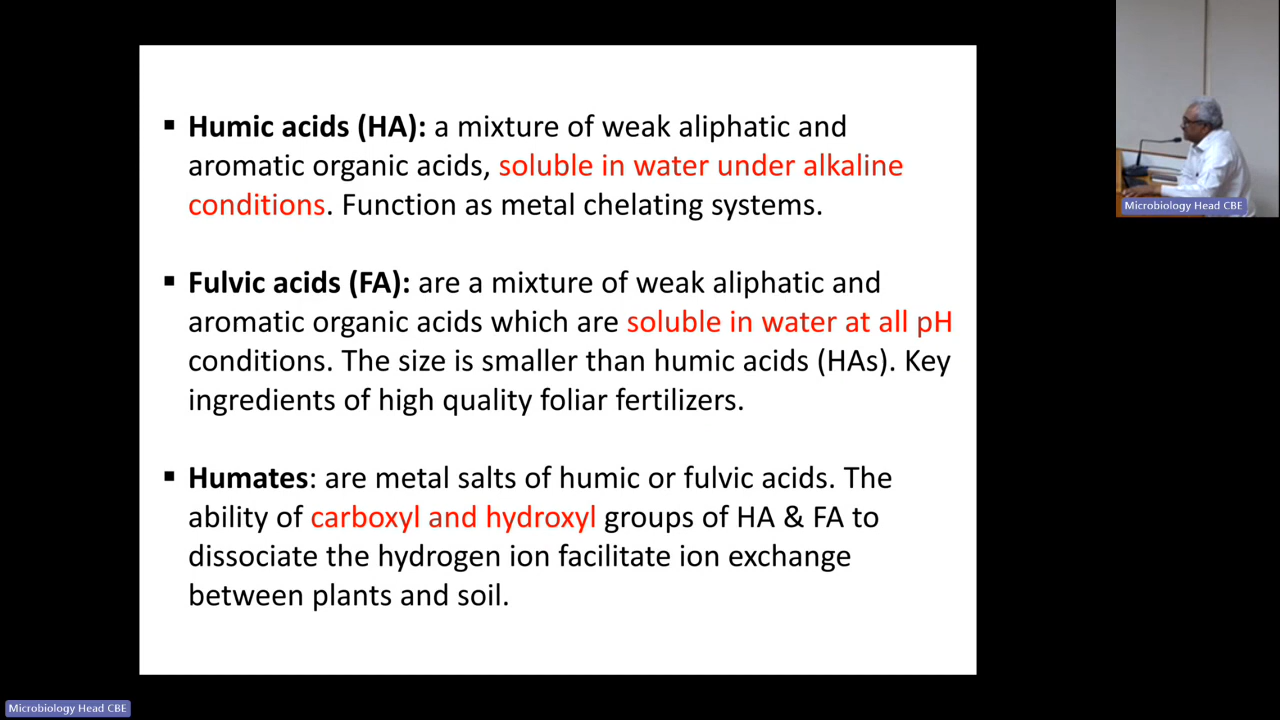 ▪ Humic acids (HA): a mixture of weak aliphatic and
aromatic organic acids, soluble in water under alkaline
conditions. Function as metal chelating systems.
▪ Fulvic acids (FA): are a mixture of weak aliphatic and
aromatic organic acids which are soluble in water at all pH
conditions. The size is smaller than humic acids (HAs). Key
ingredients of high quality foliar fertilizers.
▪ Humates: are metal salts of humic or fulvic acids. The
ability of carboxyl and hydroxyl groups of HA & FA to
dissociate the hydrogen ion facilitate ion exchange
between plants and soil.
Microbiology Head CBE
Microbiology Head CBE